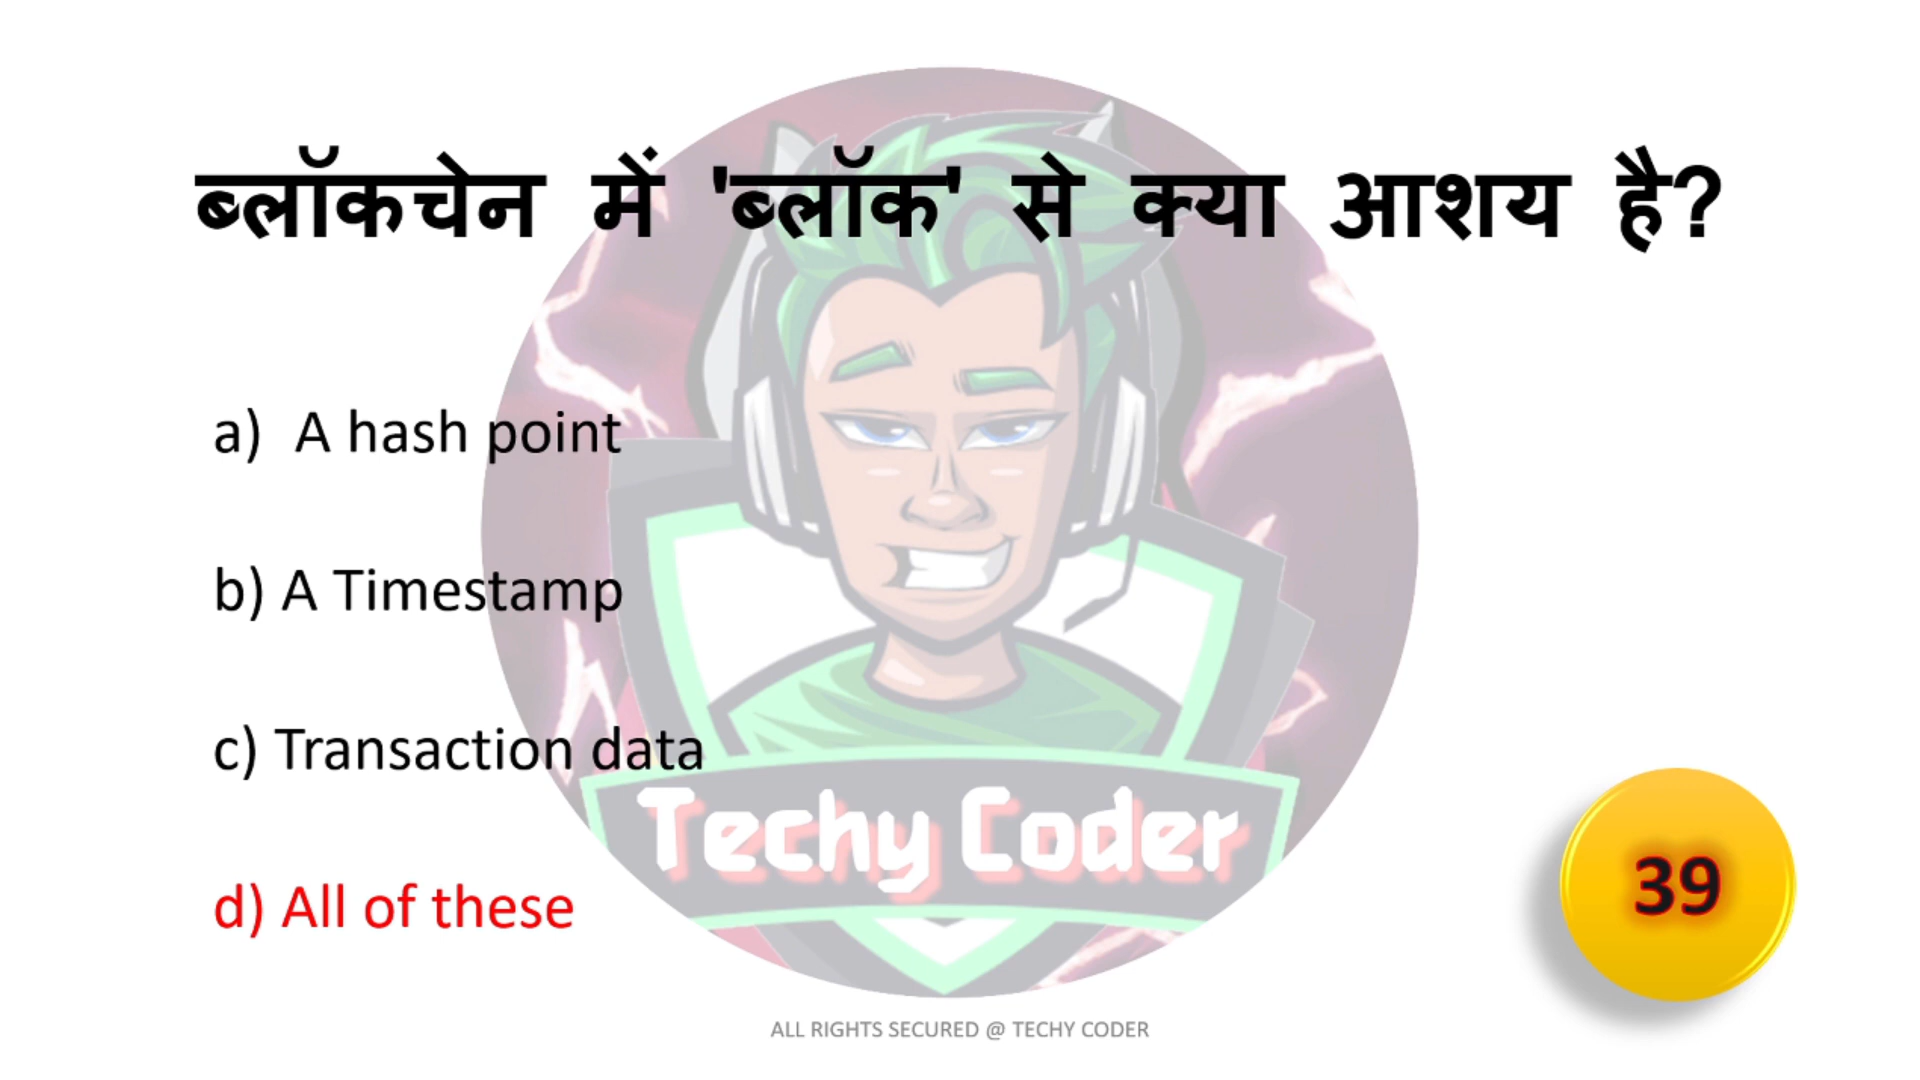 ब्लॉकचेन में 'ब्लॉक' से क्या आशय है?
a) A hash point
b) A Timestamp
c) Transaction data
d) All of these
Techy Coder
39
ALL RIGHTS SECURED @ TECHY CODER